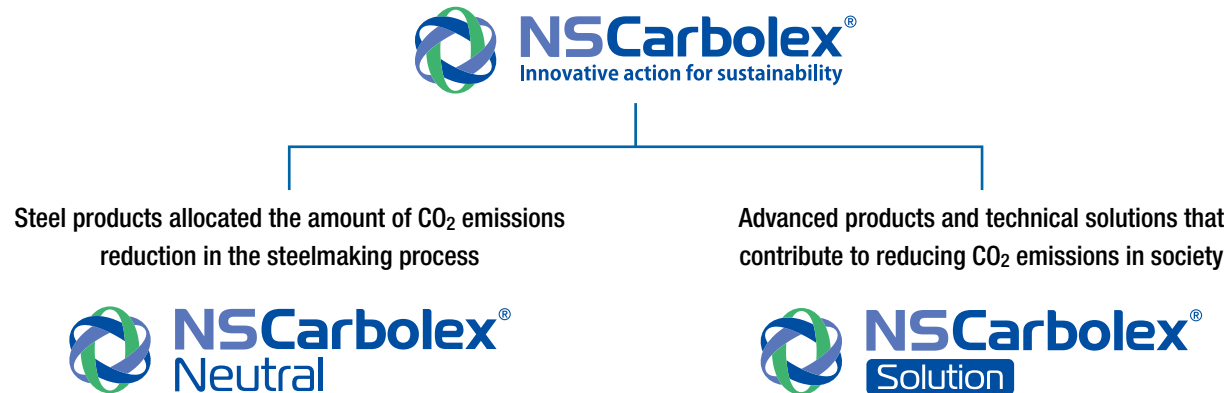 NSCarbolex®
Innovative action for sustainability
Steel products allocated the amount of CO₂ emissions
reduction in the steelmaking process
NSCarbolex®
Neutral
Advanced products and technical solutions that
contribute to reducing CO₂ emissions in society
NSCarbolex®
Solution